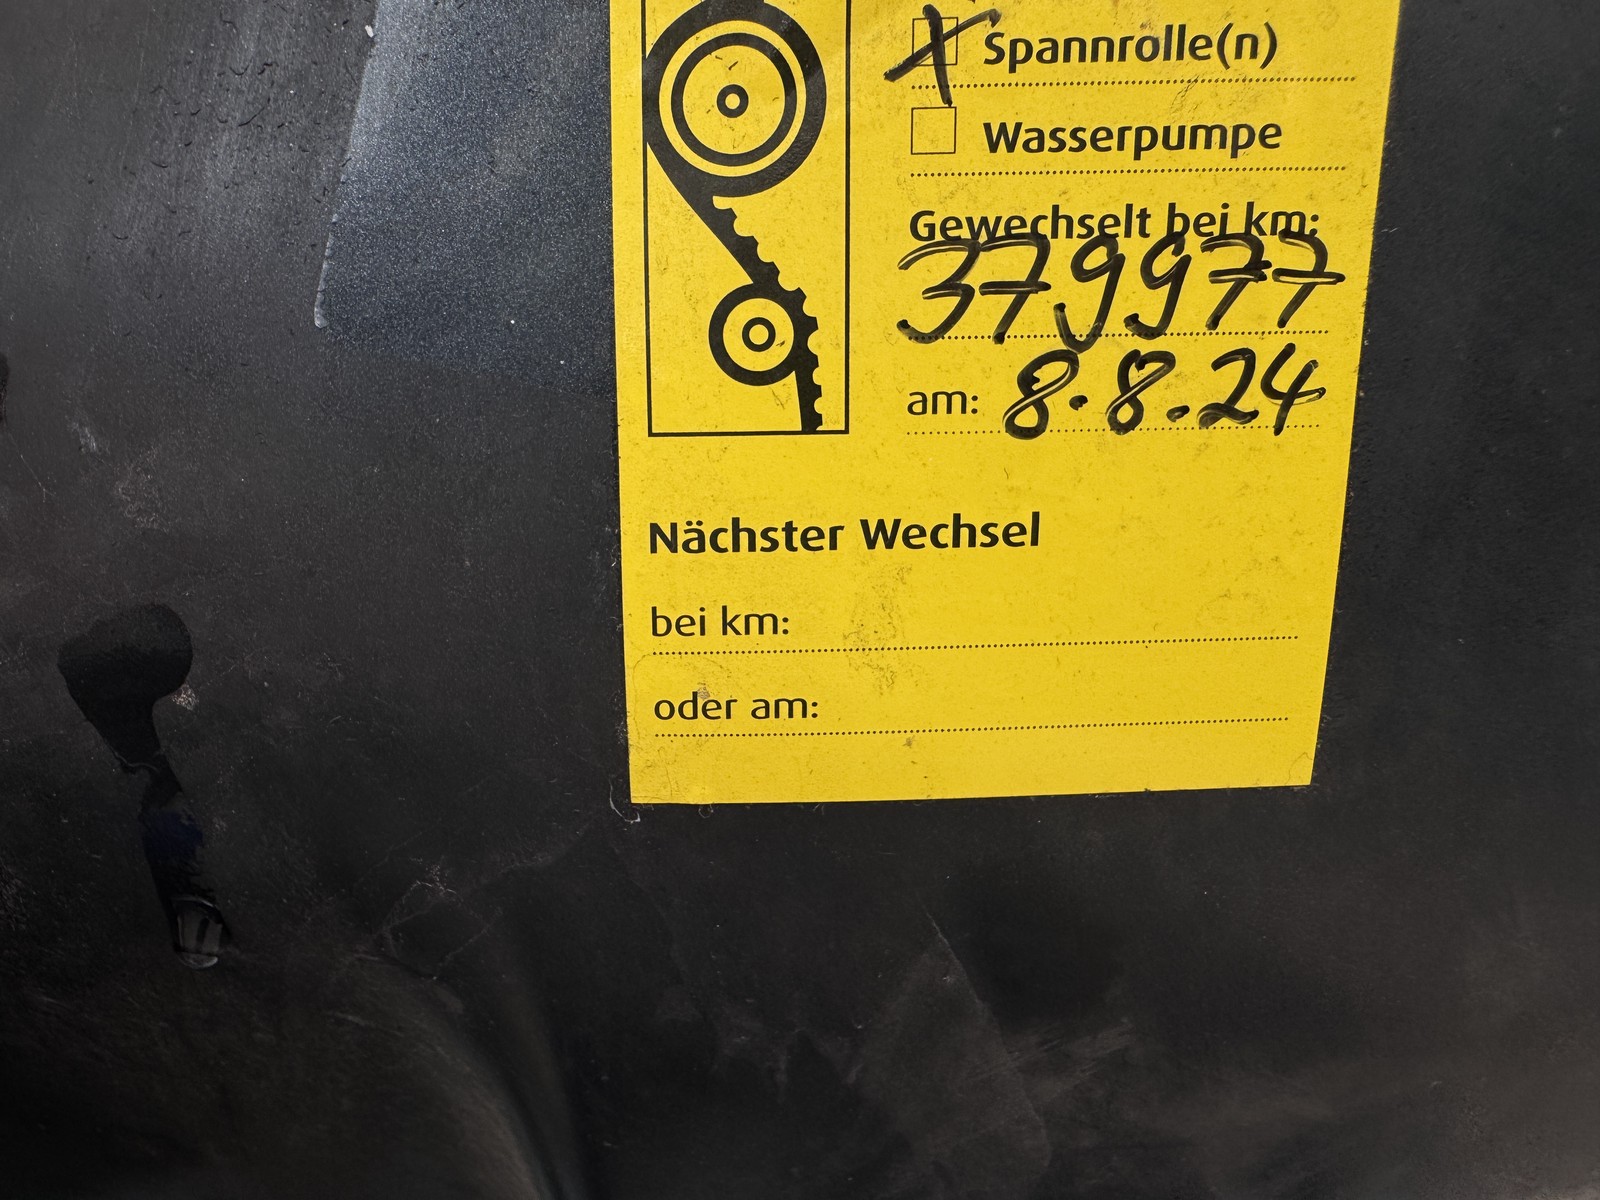 Spannrolle(n)
Wasserpumpe
Gewechselt bei km:
379977
am: 8.8.24
Nächster Wechsel
bei km:
oder am: